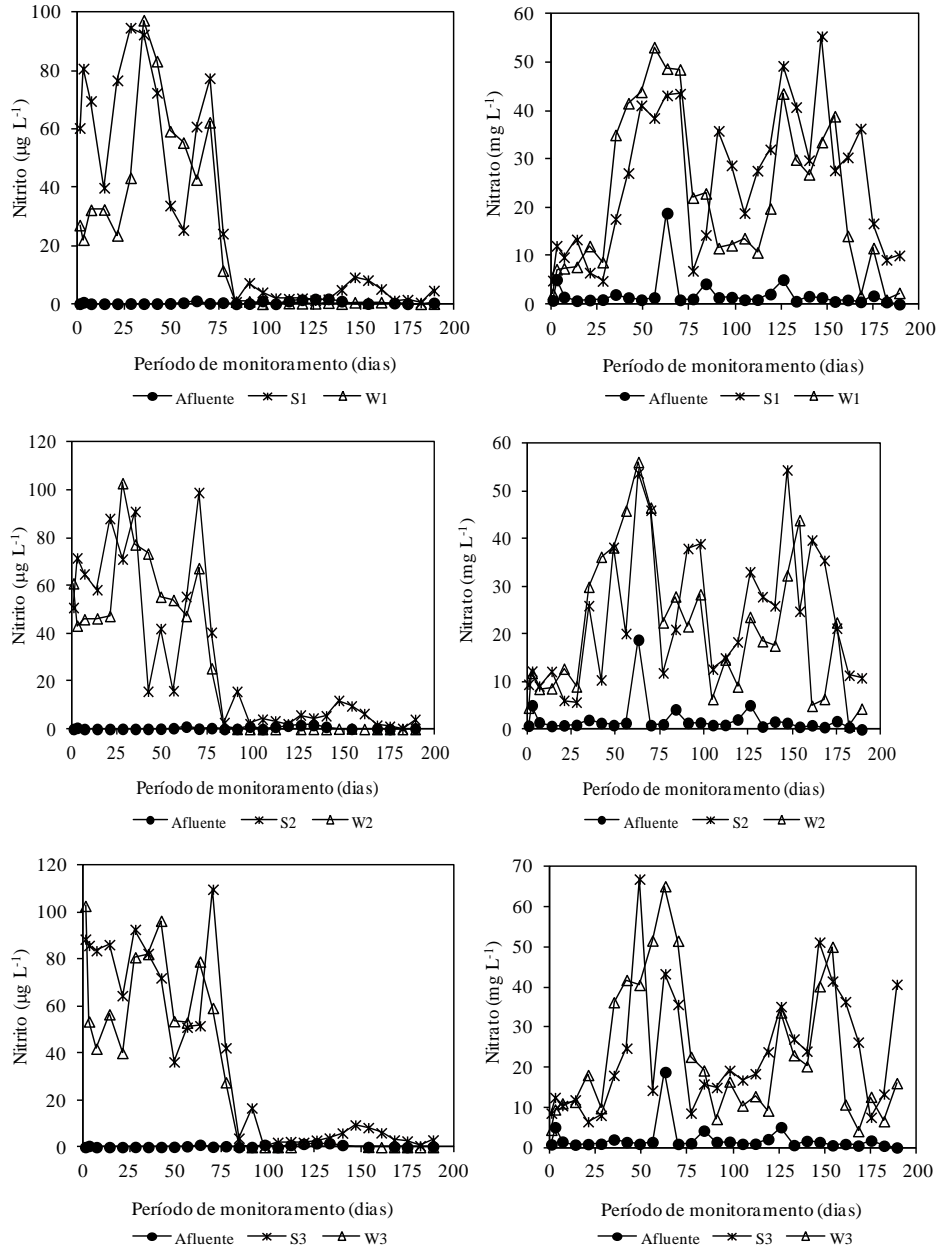 100
80
60
40
20
0
0 25 50 75 100 125 150 175 200
Nitrito (µg L-1)
Período de monitoramento (dias)
Afluente S1 W1
60
50
40
30
20
10
0
0 25 50 75 100 125 150 175 200
Nitrato (mg L-1)
Período de monitoramento (dias)
Afluente S1 W1
120
100
80
60
40
20
0
0 25 50 75 100 125 150 175 200
Nitrito (µg L-1)
Período de monitoramento (dias)
Afluente S2 W2
60
50
40
30
20
10
0
0 25 50 75 100 125 150 175 200
Nitrato (mg L-1)
Período de monitoramento (dias)
Afluente S2 W2
120
100
80
60
40
20
0
0 25 50 75 100 125 150 175 200
Nitrito (µg L-1)
Período de monitoramento (dias)
Afluente S3 W3
70
60
50
40
30
20
10
0
0 25 50 75 100 125 150 175 200
Nitrato (mg L-1)
Período de monitoramento (dias)
Afluente S3 W3